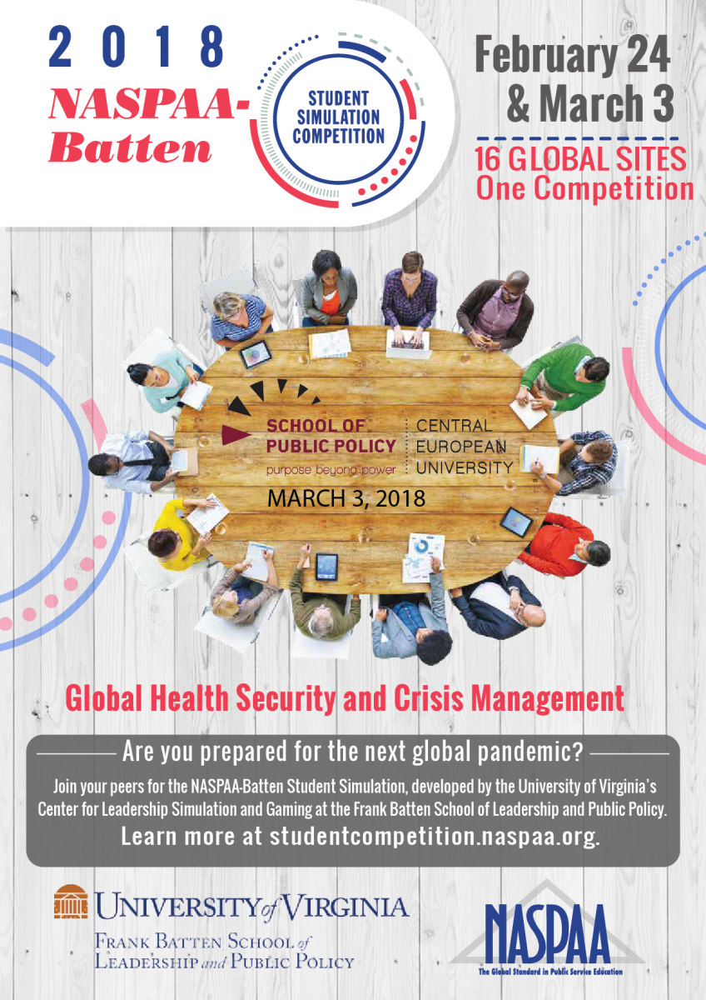 2018
NASPAA-
Batten
STUDENT
SIMULATION
COMPETITION
February 24
& March 3
16 GLOBAL SITES
One Competition
SCHOOL OF
PUBLIC POLICY
purpose beyond power
CENTRAL
EUROPEAN
UNIVERSITY
MARCH 3, 2018
Global Health Security and Crisis Management
Are you prepared for the next global pandemic?
Join your peers for the NASPAA-Batten Student Simulation, developed by the University of Virginia's
Center for Leadership Simulation and Gaming at the Frank Batten School of Leadership and Public Policy.
Learn more at studentcompetition.naspaa.org.
UNIVERSITY of VIRGINIA
FRANK BATTEN SCHOOL of
LEADERSHIP and PUBLIC POLICY
NASPAA
The Global Standard in Public Service Education